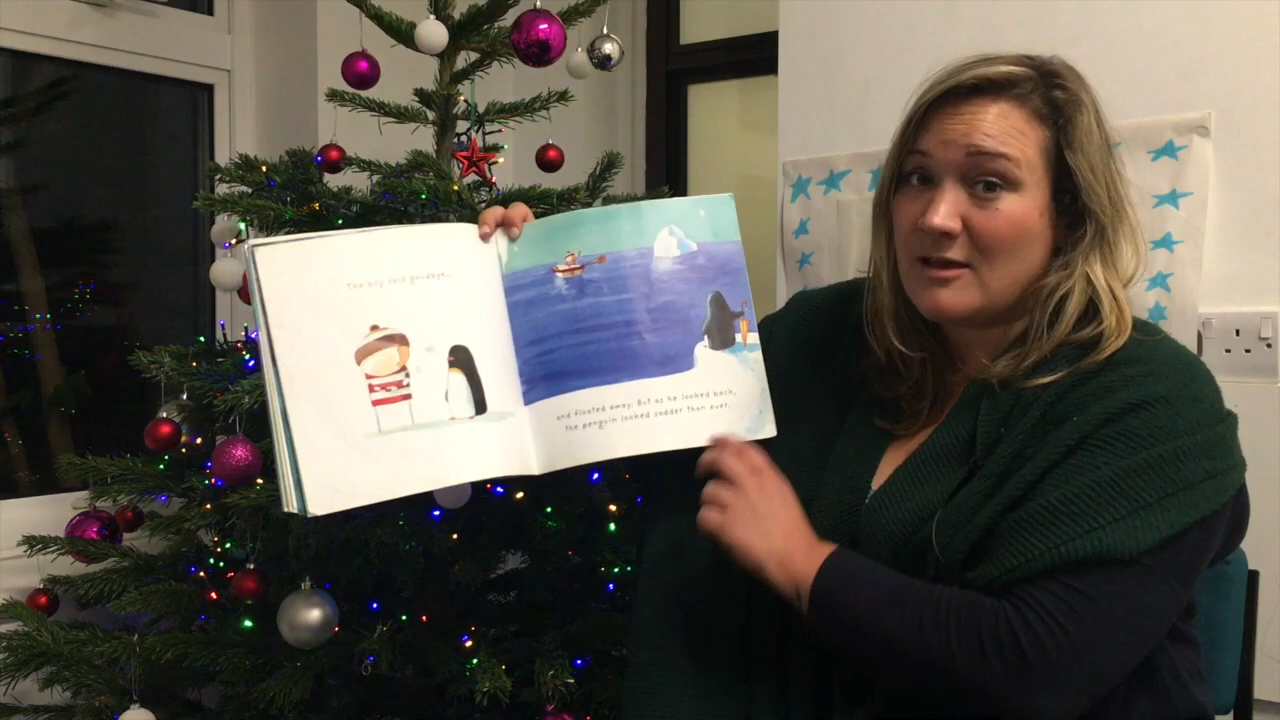 The boy said goodbye...
and floated away. But as he looked back,
the penguin looked sadder than ever.